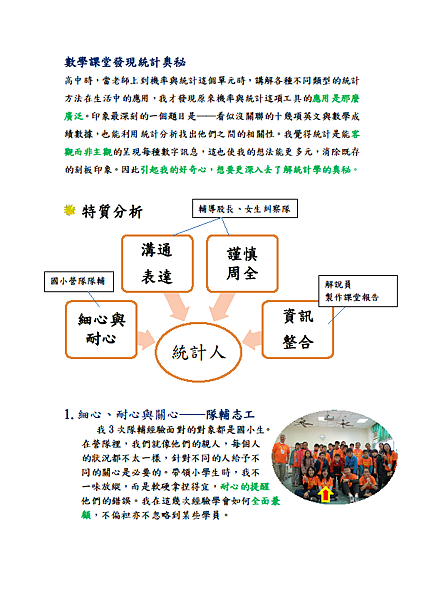 數學課堂發現統計奧秘
高中時，當老師上到機率與統計這個單元時，講解各種不同類型的統計
方法在生活中的應用，我才發現原來機率與統計這項工具的應用是那麼
廣泛。印象最深刻的一個題目是——看似沒關聯的十幾項英文與數學成
績數據，也能利用統計分析找出他們之間的相關性。我覺得統計是能客
觀而非主觀的呈現每種數字訊息，這也使我的想法能更多元，消除既存
的刻板印象。因此引起我的好奇心，想要更深入去了解統計學的奧秘。
特質分析
輔導股長、女生糾察隊
溝通
表達
謹慎
周全
國小營隊隊輔
解說員
製作課堂報告
細心與
耐心
資訊
整合
統計人
1. 細心、耐心與關心——隊輔志工
我 3 次隊輔經驗面對的對象都是國小生。
在營隊裡，我們就像他們的親人，每個人
的狀況都不太一樣，針對不同的人給予不
同的關心是必要的。帶領小學生時，我不
一味放縱，而是軟硬拿捏得宜，耐心的提醒
他們的錯誤。我在這幾次經驗學會如何全面兼
顧，不偏袒亦不忽略到某些學員。